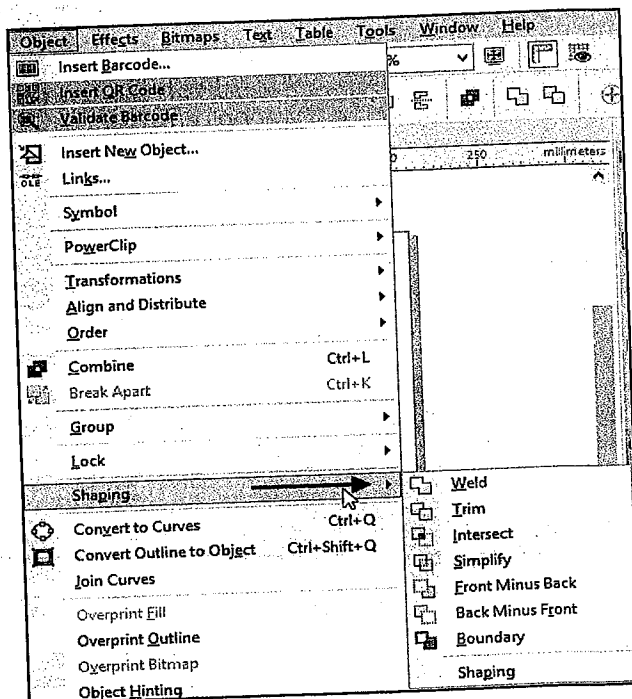 Object Effects Bitmaps Text Table Tools Window Help
Insert Barcode...
%
Insert QR Code
Validate Barcode
Insert New Object...
250 millimeters
OLE Links...
Symbol
PowerClip
Transformations
Align and Distribute
Order
Combine Ctrl+L
Break Apart Ctrl+K
Group
Lock
Shaping
Convert to Curves Ctrl+Q
Convert Outline to Object Ctrl+Shift+Q
Join Curves
Overprint Fill
Overprint Outline
Overprint Bitmap
Object Hinting
Weld
Trim
Intersect
Simplify
Front Minus Back
Back Minus Front
Boundary
Shaping